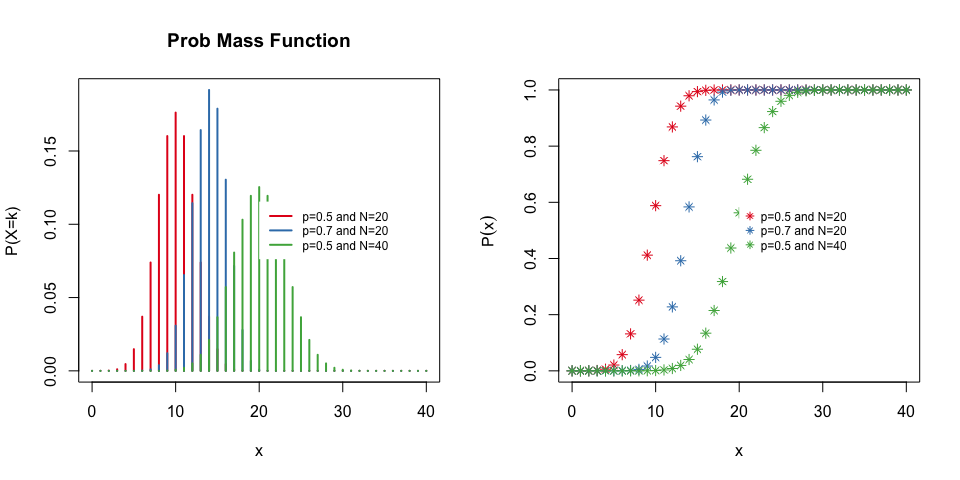 Prob Mass Function
P(X=k)
0.15
0.10
0.05
0.00
p=0.5 and N=20
p=0.7 and N=20
p=0.5 and N=40
0 10 20 30 40
x
P(x)
1.0
0.8
0.6
0.4
0.2
0.0
p=0.5 and N=20
p=0.7 and N=20
p=0.5 and N=40
0 10 20 30 40
x